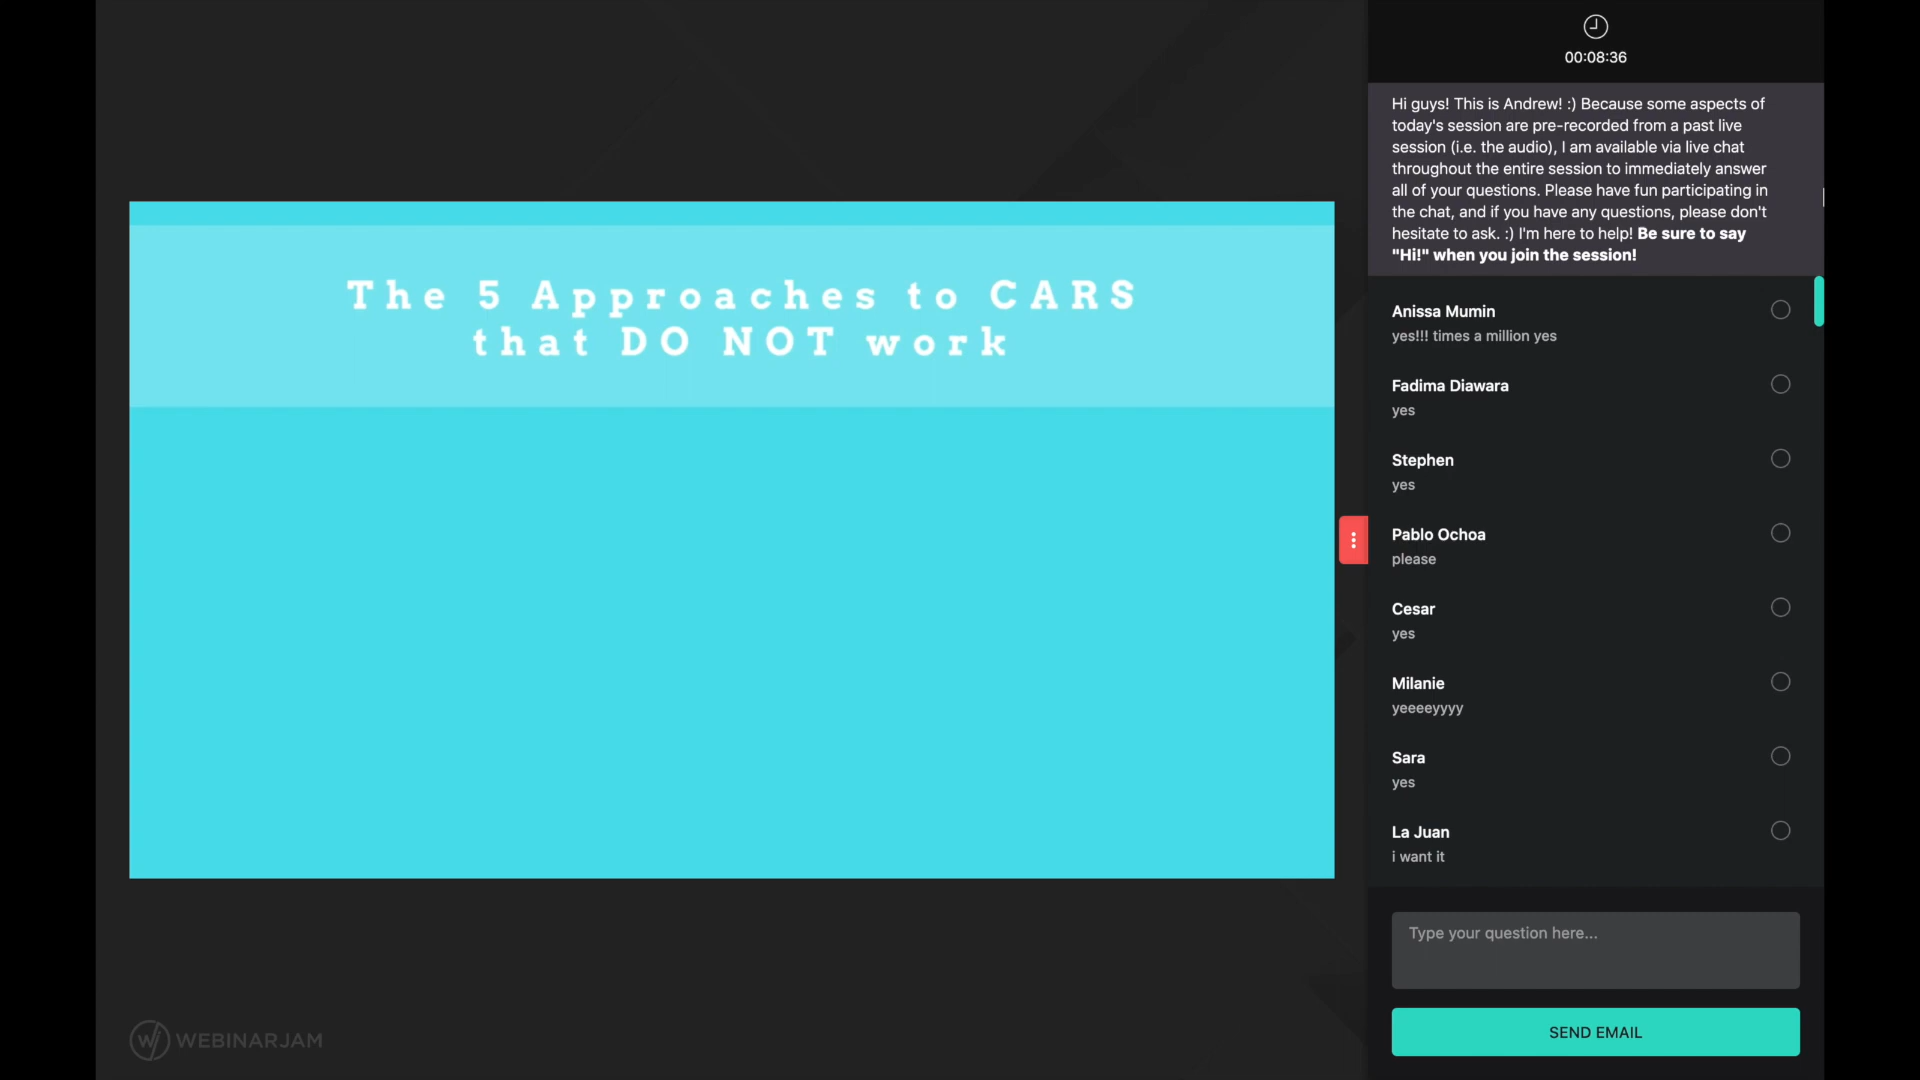 The 5 Approaches to CARS
that DO NOT work
WEBINARJAM
00:08:36
Hi guys! This is Andrew! :) Because some aspects of
today's session are pre-recorded from a past live
session (i.e. the audio), I am available via live chat
throughout the entire session to immediately answer
all of your questions. Please have fun participating in
the chat, and if you have any questions, please don't
hesitate to ask. :) I'm here to help! Be sure to say
"Hi!" when you join the session!
Anissa Mumin
yes!!! times a million yes
Fadima Diawara
yes
Stephen
yes
Pablo Ochoa
please
Cesar
yes
Milanie
yeeeeyyyy
Sara
yes
La Juan
i want it
Type your question here...
SEND EMAIL